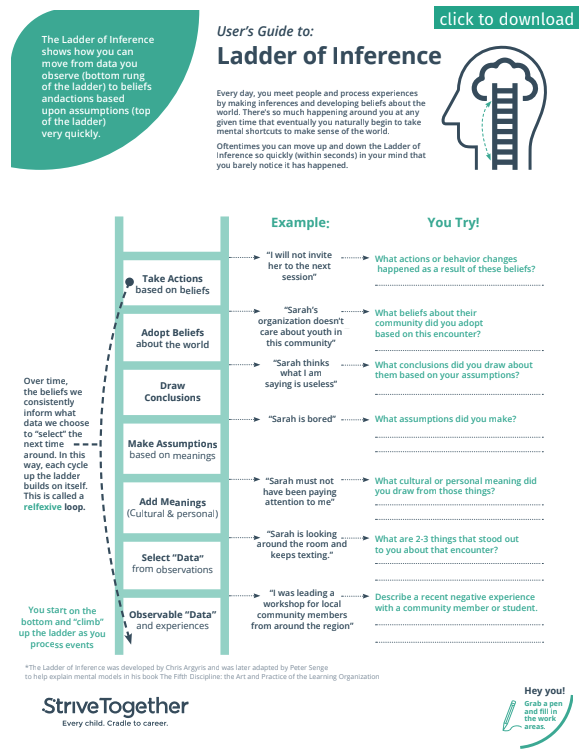 click to download
User's Guide to:
Ladder of Inference
The Ladder of Inference
shows how you can
move from data you
observe (bottom rung
of the ladder) to beliefs
andactions based
upon assumptions (top
of the ladder)
very quickly.
Every day, you meet people and process experiences
by making inferences and developing beliefs about the
world. There's so much happening around you at any
given time that eventually you naturally begin to take
mental shortcuts to make sense of the world.
Oftentimes you can move up and down the Ladder of
Inference so quickly (within seconds) in your mind that
you barely notice it has happened.
Example:
You Try!
Take Actions
based on beliefs
"I will not invite
her to the next
session"
What actions or behavior changes
happened as a result of these beliefs?
Adopt Beliefs
about the world
"Sarah's
organization doesn't
care about youth in
this community"
What beliefs about their
community did you adopt
based on this encounter?
Draw
Conclusions
"Sarah thinks
what I am
saying is useless"
What conclusions did you draw about
them based on your assumptions?
Make Assumptions
based on meanings
"Sarah is bored"
What assumptions did you make?
Add Meanings
(Cultural & personal)
"Sarah must not
have been paying
attention to me"
What cultural or personal meaning did
you draw from those things?
Select "Data"
from observations
"Sarah is looking
around the room and
keeps texting."
What are 2-3 things that stood out
to you about that encounter?
Observable "Data"
and experiences
"I was leading a
workshop for local
community members
from around the region"
Describe a recent negative experience
with a community member or student.
Over time,
the beliefs we
consistently
inform what
data we choose
to "select" the
next time
around. In this
way, each cycle
up the ladder
builds on itself.
This is called a
relfexive loop.
You start on the
bottom and "climb"
up the ladder as you
process events
*The Ladder of Inference was developed by Chris Argyris and was later adapted by Peter Senge
to help explain mental models in his book The Fifth Discipline: the Art and Practice of the Learning Organization
StriveTogether
Every child. Cradle to career.
Hey you!
Grab a pen
and fill in
the work
areas.